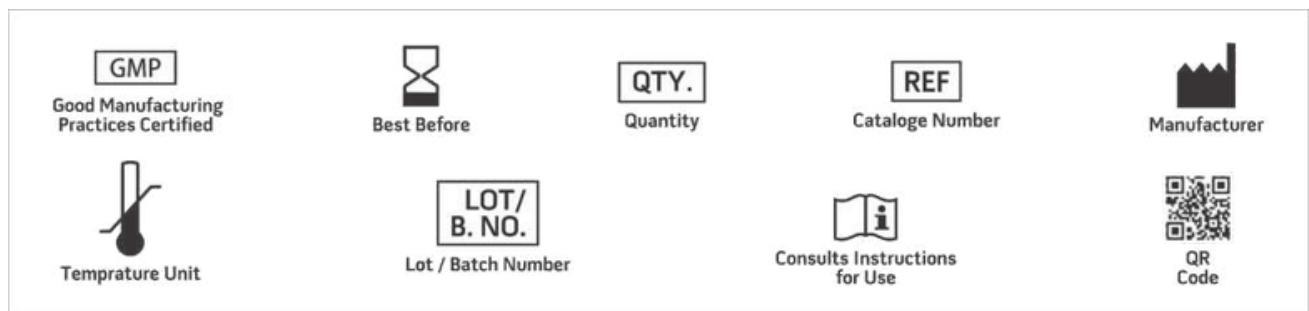 GMP
Good Manufacturing
Practices Certified
Best Before
QTY.
Quantity
REF
Cataloge Number
Manufacturer
Temprature Unit
LOT/
B. NO.
Lot / Batch Number
i
Consults Instructions
for Use
QR
Code